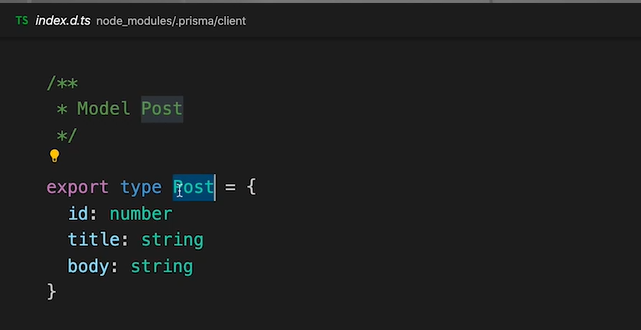 TS index.d.ts node_modules/.prisma/client
/**
 * Model Post
 */
export type Post = {
  id: number
  title: string
  body: string
}